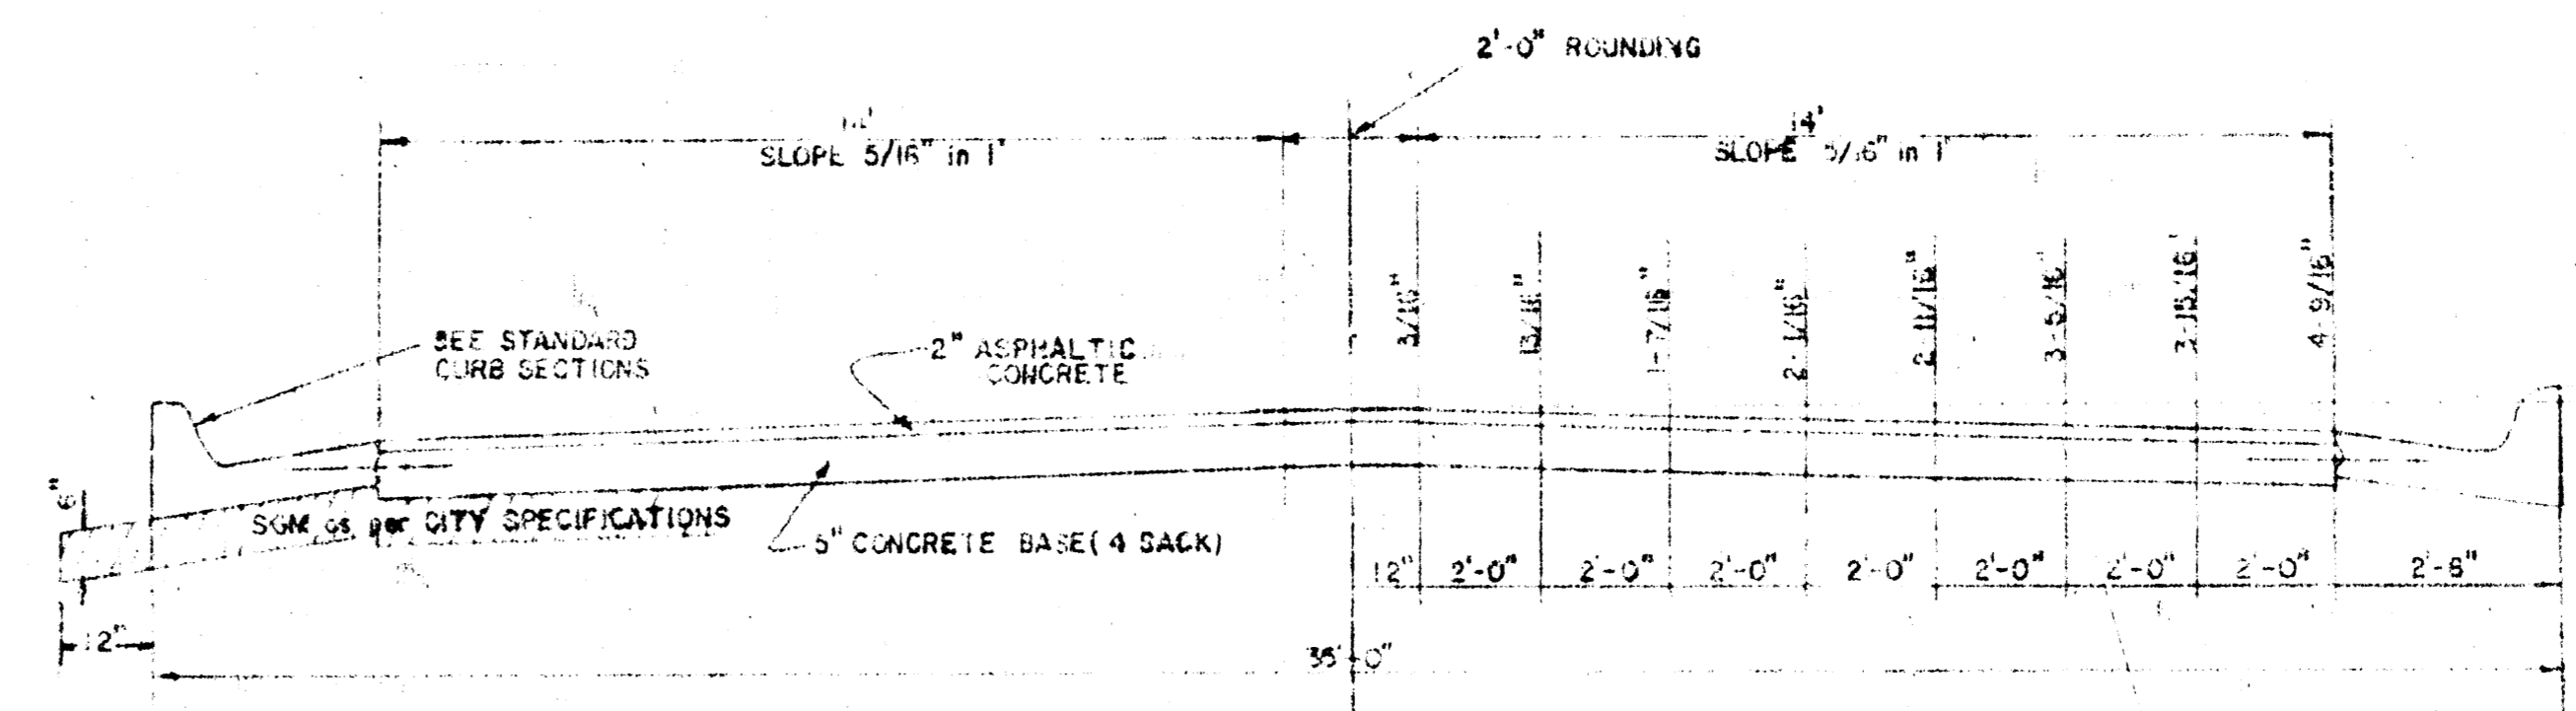 2'-0" ROUNDING
14'
SLOPE 5/16" in 1'
14'
SLOPE 5/16" in 1'
3/16"
13/16"
1-7/16"
2-1/16"
2-11/16"
3-5/16"
3-15/16"
4-9/16"
SEE STANDARD
CURB SECTIONS
2" ASPHALTIC
CONCRETE
6"
SGM as per CITY SPECIFICATIONS
5" CONCRETE BASE (4 SACK)
12"
2'-0"
2'-0"
2'-0"
2'-0"
2'-0"
2'-0"
2'-0"
12"